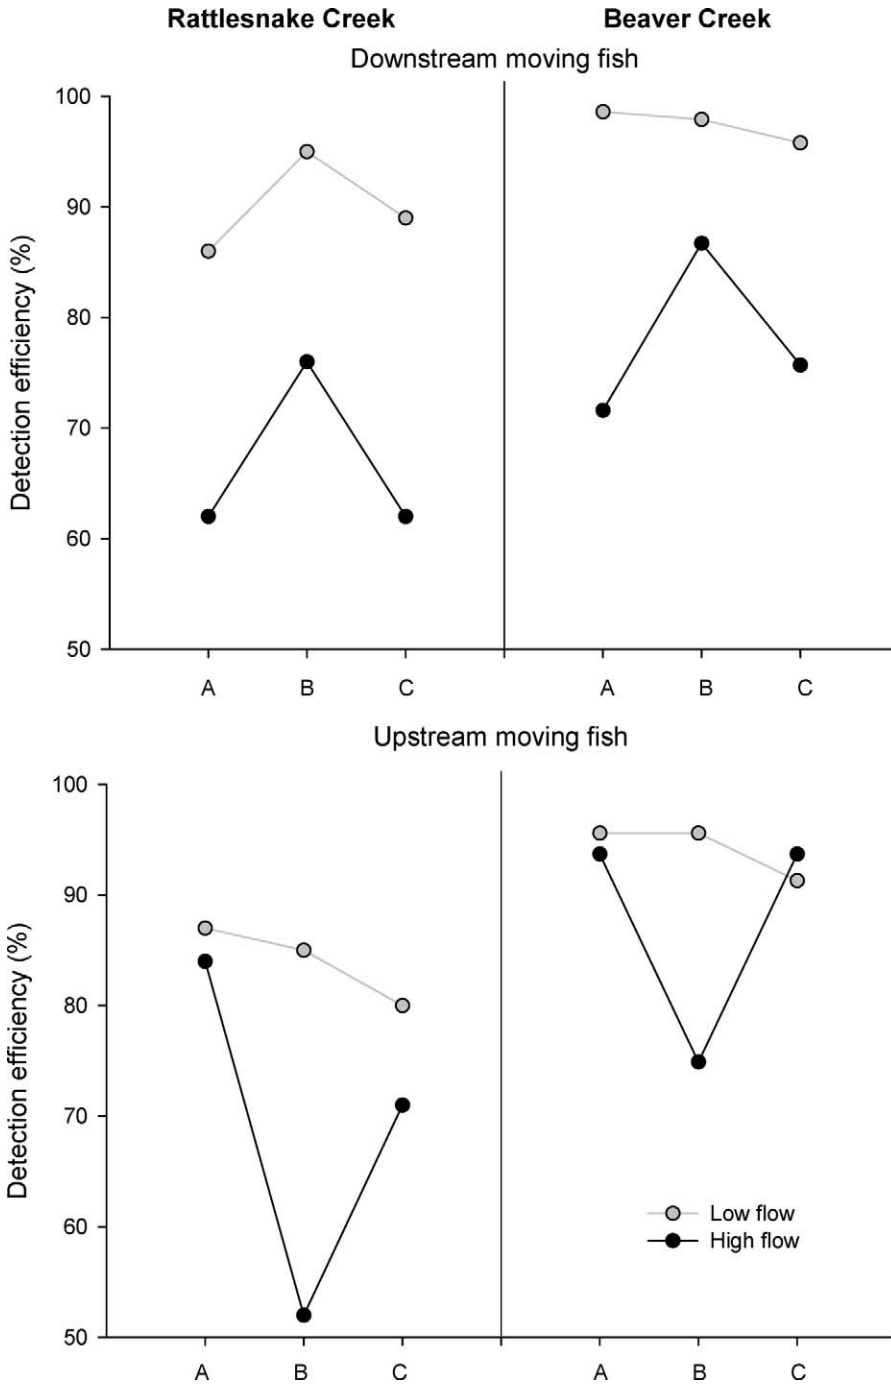 Rattlesnake Creek Beaver Creek
Downstream moving fish
Detection efficiency (%)
100
90
80
70
60
50
A B C A B C
Upstream moving fish
Detection efficiency (%)
100
90
80
70
60
50
Low flow
High flow
A B C A B C